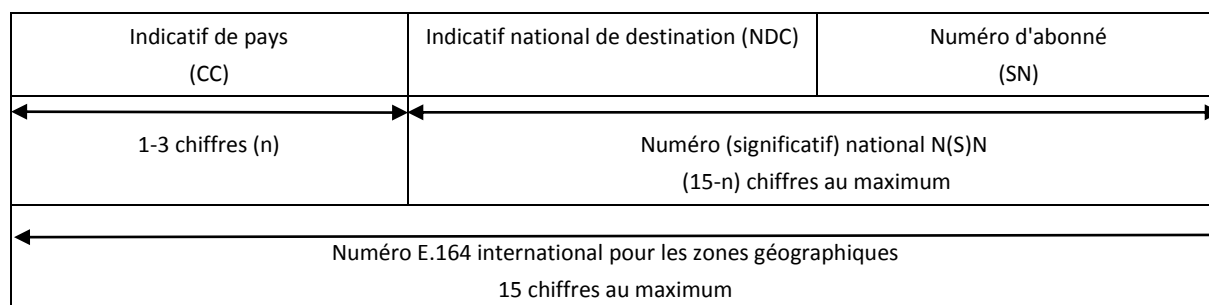 Indicatif de pays
(CC)
Indicatif national de destination (NDC)
Numéro d'abonné
(SN)
1-3 chiffres (n)
Numéro (significatif) national N(S)N
(15-n) chiffres au maximum
Numéro E.164 international pour les zones géographiques
15 chiffres au maximum